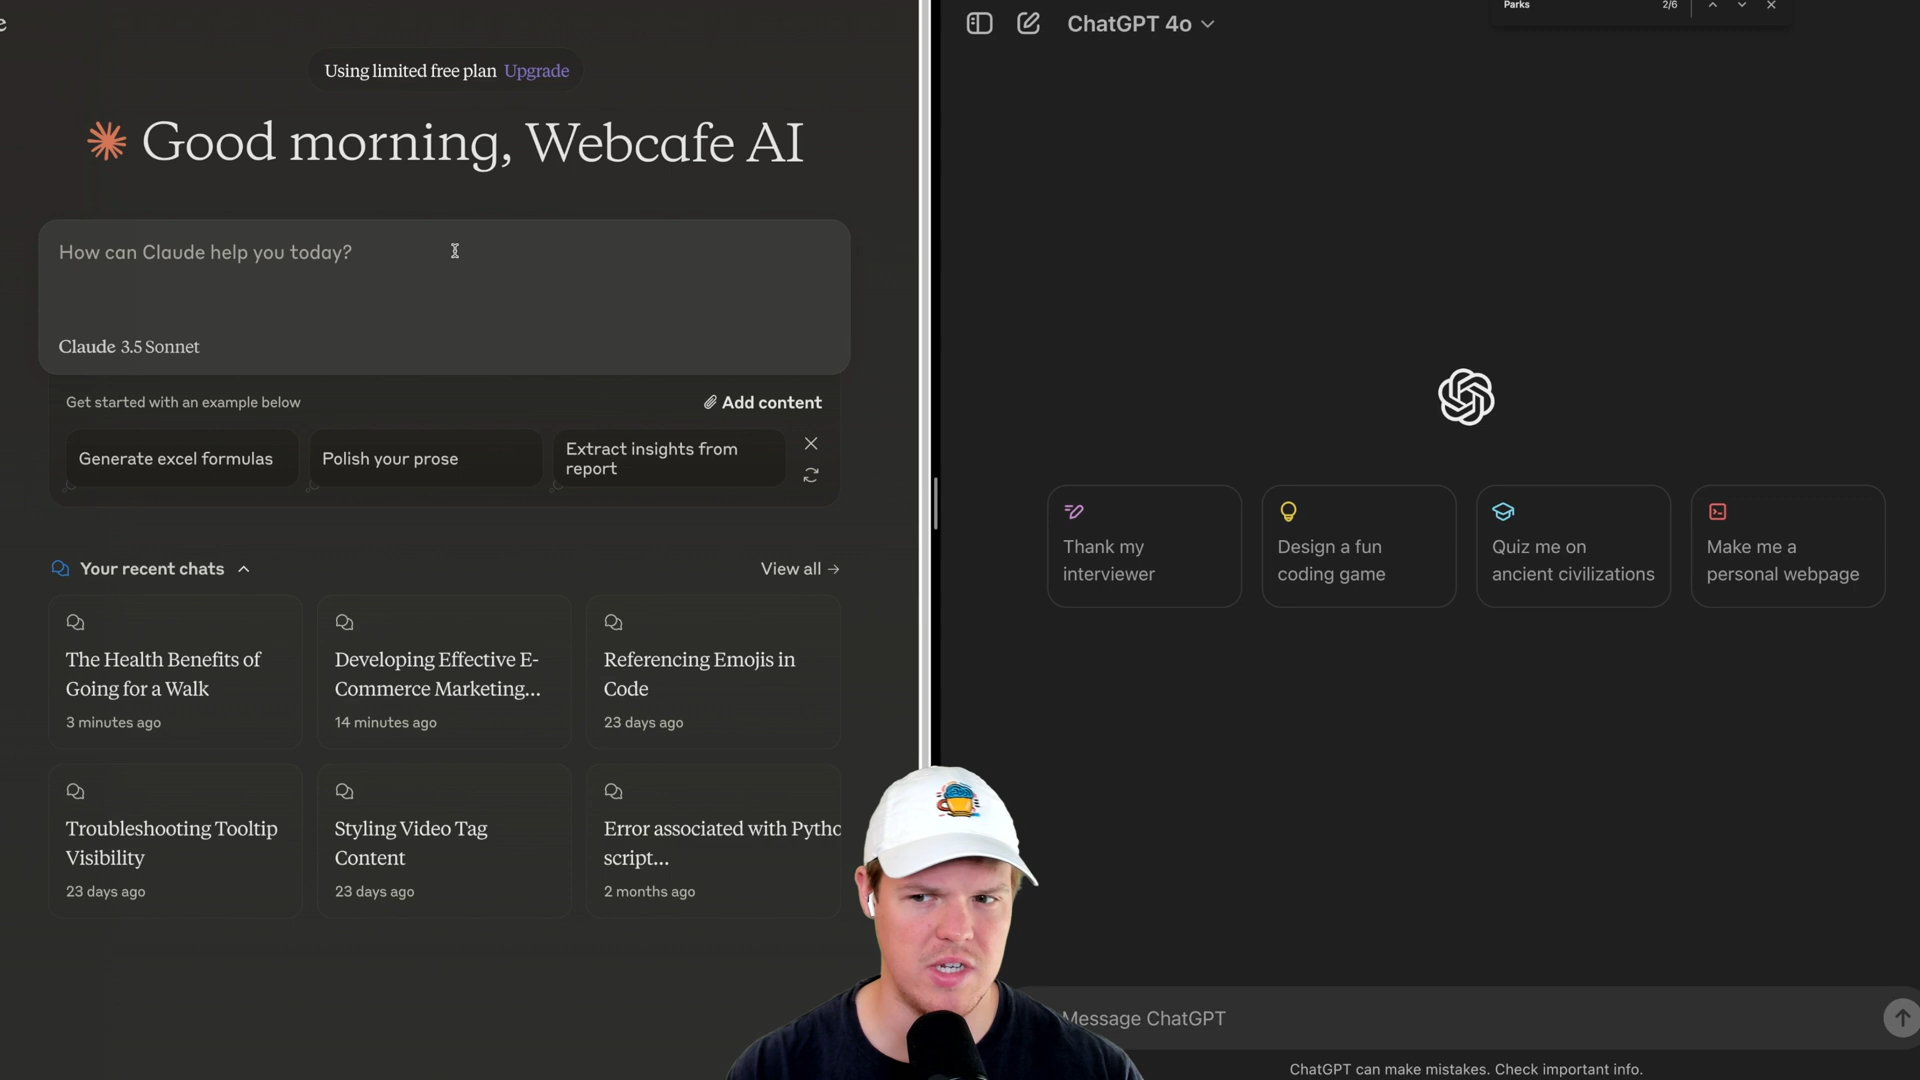 e
Using limited free plan Upgrade
Good morning, Webcafe AI
How can Claude help you today?
Claude 3.5 Sonnet
Get started with an example below
Add content
Generate excel formulas
Polish your prose
Extract insights from
report
Your recent chats
View all →
The Health Benefits of
Going for a Walk
3 minutes ago
Developing Effective E-
Commerce Marketing...
14 minutes ago
Referencing Emojis in
Code
23 days ago
Troubleshooting Tooltip
Visibility
23 days ago
Styling Video Tag
Content
23 days ago
Error associated with Pytho
script...
2 months ago
ChatGPT 4o
Parks 2/6
Thank my
interviewer
Design a fun
coding game
Quiz me on
ancient civilizations
Make me a
personal webpage
Message ChatGPT
ChatGPT can make mistakes. Check important info.